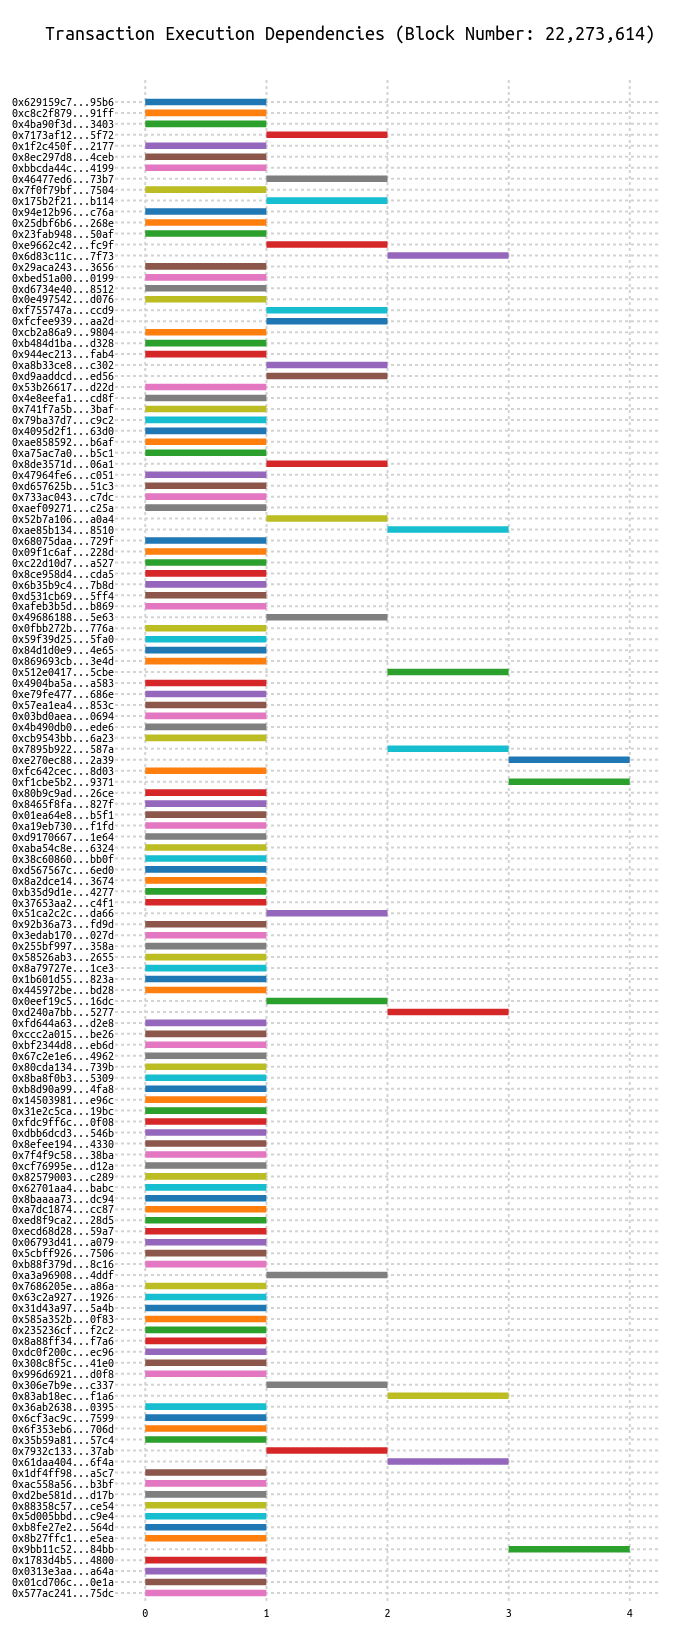 Transaction Execution Dependencies (Block Number: 22,273,614)
0x629159c7...95b6
0xc8c2f879...91ff
0x4ba90f3d...3403
0x7173af12...5f72
0x1f2c450f...2177
0x8ec297d8...4ceb
0xbbcda44c...4199
0x46477ed6...73b7
0x7f0f79bf...7504
0x175b2f21...b114
0x94e12b96...c76a
0x25dbf6b6...268e
0x23fab948...50af
0xe9662c42...fc9f
0x6d83c11c...7f73
0x29aca243...3656
0xbed51a00...0199
0xd6734e40...8512
0x0e497542...d076
0xf755747a...ccd9
0xfcfee939...aa2d
0xcb2a86a9...9804
0xb484d1ba...d328
0x944ec213...fab4
0xa8b33ce8...c302
0xd9aaddcd...ed56
0x53b26617...d22d
0x4e8eefa1...cd8f
0x741f7a5b...3baf
0x79ba37d7...c9c2
0x4095d2f1...63d0
0xae858592...b6af
0xa75ac7a0...b5c1
0x8de3571d...06a1
0x47964fe6...c051
0xd657625b...51c3
0x733ac043...c7dc
0xaef09271...c25a
0x52b7a106...a0a4
0xae85b134...8510
0x68075daa...729f
0x09f1c6af...228d
0xc22d10d7...a527
0x8ce958d4...cda5
0x6b35b9c4...7b8d
0xd531cb69...5ff4
0xafeb3b5d...b869
0x49686188...5e63
0x0fbb272b...776a
0x59f39d25...5fa0
0x84d1d0e9...4e65
0x869693cb...3e4d
0x512e0417...5cbe
0x4904ba5a...a583
0xe79fe477...686e
0x57ea1ea4...853c
0x03bd0aea...0694
0x4b490db0...ede6
0xcb9543bb...6a23
0x7895b922...587a
0xe270ec88...2a39
0xfc642cec...8d03
0xf1cbe5b2...9371
0x80b9c9ad...26ce
0x8465f8fa...827f
0x01ea64e8...b5f1
0xa19eb730...f1fd
0xd9170667...1e64
0xaba54c8e...6324
0x38c60860...bb0f
0xd567567c...6ed0
0x8a2dce14...3674
0xb35d9d1e...4277
0x37653aa2...c4f1
0x51ca2c2c...da66
0x92b36a73...fd9d
0x3edab170...027d
0x255bf997...358a
0x58526ab3...2655
0x8a79727e...1ce3
0x1b601d55...823a
0x445972be...bd28
0x0eef19c5...16dc
0xd240a7bb...5277
0xfd644a63...d2e8
0xccc2a015...be26
0xbf2344d8...eb6d
0x67c2e1e6...4962
0x80cda134...739b
0x8ba8f0b3...5309
0xb8d90a99...4fa8
0x14503981...e96c
0x31e2c5ca...19bc
0xfdc9ff6c...0f08
0xdbb6dcd3...546b
0x8efee194...4330
0x7f4f9c58...38ba
0xcf76995e...d12a
0x82579003...c289
0x62701aa4...babc
0x8baaaa73...dc94
0xa7dc1874...cc87
0xed8f9ca2...28d5
0xecd68d28...59a7
0x06793d41...a079
0x5cbff926...7506
0xb88f379d...8c16
0xa3a96908...4ddf
0x7686205e...a86a
0x63c2a927...1926
0x31d43a97...5a4b
0x585a352b...0f83
0x235236cf...f2c2
0x8a88ff34...f7a6
0xdc0f200c...ec96
0x308c8f5c...41e0
0x996d6921...d0f8
0x306e7b9e...c337
0x83ab18ec...f1a6
0x36ab2638...0395
0x6cf3ac9c...7599
0x6f353eb6...706d
0x35b59a81...57c4
0x7932c133...37ab
0x61daa404...6f4a
0x1df4ff98...a5c7
0xac558a56...b3bf
0xd2be581d...d17b
0x88358c57...ce54
0x5d005bbd...c9e4
0xb8fe27e2...564d
0x8b27ffc1...e5ea
0x9bb11c52...84bb
0x1783d4b5...4800
0x0313e3aa...a64a
0x01cd706c...0e1a
0x577ac241...75dc
0 1 2 3 4